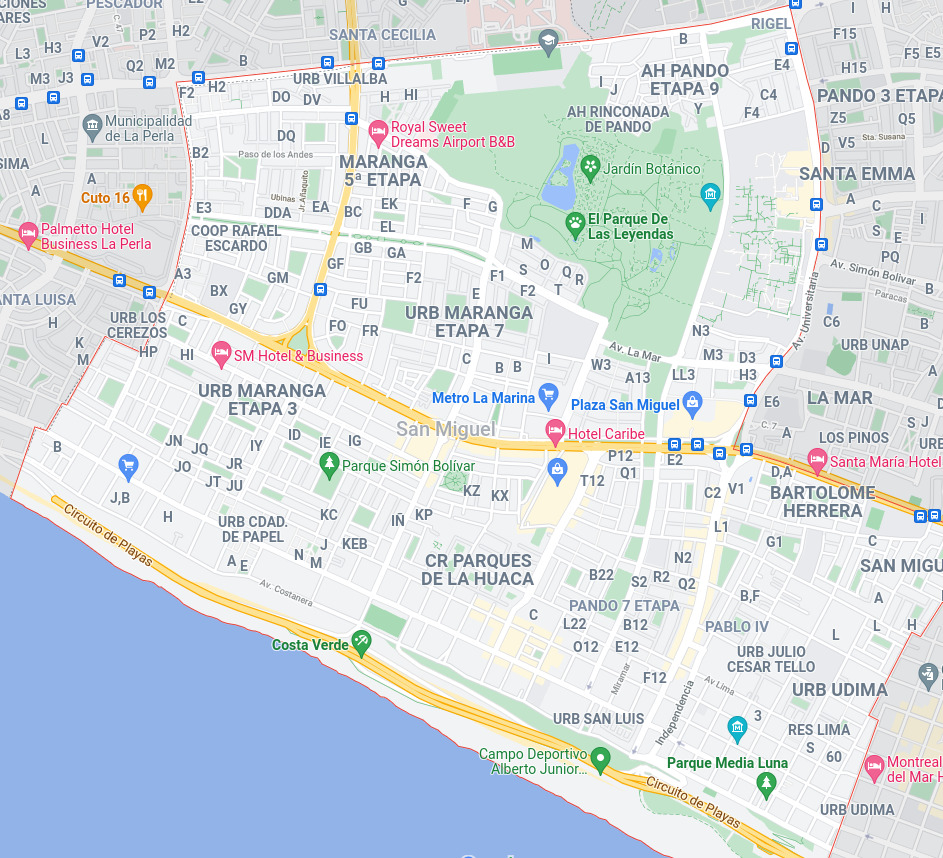 CIONES
ARES
PESCADOR
C.47
RIGEL
I
H
L3
H3
V2
P2
H2
SANTA CECILIA
B
F15
F5
E5
M3
J3
Q2
M2
B
URB VILLALBA
AH PANDO
ETAPA 9
E4
H15
F2
H2
DO
DV
H
HI
I
J
C4
F4
Y
PANDO 3 ETAPA
Z5
Q5
A8
L
Municipalidad
de La Perla
Royal Sweet
Dreams Airport B&B
AH RINCONADA
DE PANDO
V5
Sta. Susana
D
DQ
B2
Paso de los Andes
MARANGA
5ª ETAPA
Jardín Botánico
SANTA EMMA
SIMA
A
A
Cuto 16
Ubinas
Jr. Añaquito
E3
DDA
EA
BC
EK
EL
F
G
El Parque De
Las Leyendas
I
Palmetto Hotel
Business La Perla
COOP RAFAEL
ESCARDO
GB
GA
M
S
E
PQ
A3
GM
GF
F2
F1
S
O
Q
R
T
F2
Av. Simón Bolívar
Paracas
B
ANTA LUISA
BX
GY
FU
E
URB MARANGA
ETAPA 7
Av. Universitaria
H
URB LOS
CEREZOS
C
FO
FR
C6
B
K
M
HP
HI
SM Hotel & Business
C
B
B
I
W3
Av. La Mar
N3
M3
D3
H3
URB UNAP
A13
LL3
URB MARANGA
ETAPA 3
Metro La Marina
Plaza San Miguel
E6
LA MAR
San Miguel
Hotel Caribe
C. 7
A
S
J
LOS PINOS
URE
B
JN
JQ
IY
ID
IE
IG
P12
E2
Santa Maria Hotel
JO
JR
JT
JU
Parque Simón Bolívar
Q1
T12
D,A
J,B
KZ
KX
C2
V1
BARTOLOME
HERRERA
Circuito de Playas
H
KC
IÑ
KP
L1
URB CDAD.
DE PAPEL
G1
C
A
E
N
J
M
KEB
CR PARQUES
DE LA HUACA
N2
SAN MIGU
B22
S2
R2
Q2
B,F
A
Av. Costanera
C
PANDO 7 ETAPA
L22
B12
PABLO IV
L
L
H
Costa Verde
O12
E12
URB JULIO
CESAR TELLO
Miramar
F12
Av Lima
URB UDIMA
URB SAN LUIS
Independencia
3
RES LIMA
S
60
Campo Deportivo
Alberto Junior...
Parque Media Luna
Montreal
del Mar H
Circuito de Playas
URB UDIMA